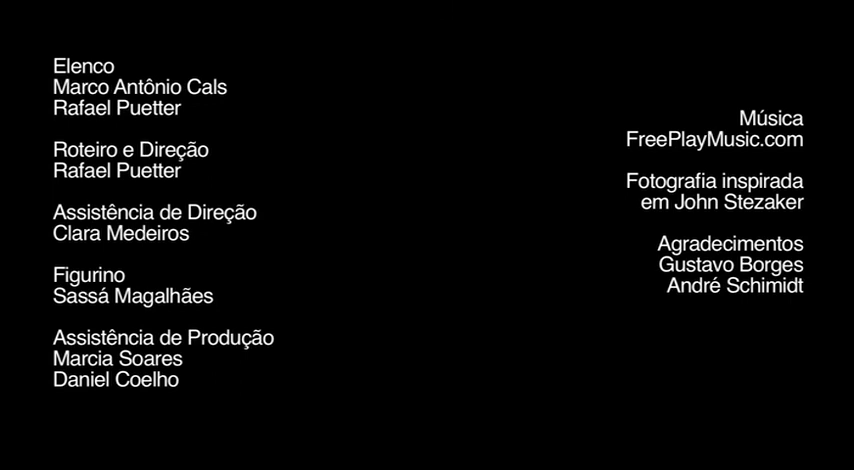 Elenco
Marco Antônio Cals
Rafael Puetter
Roteiro e Direção
Rafael Puetter
Assistência de Direção
Clara Medeiros
Figurino
Sassá Magalhães
Assistência de Produção
Marcia Soares
Daniel Coelho
Música
FreePlayMusic.com
Fotografia inspirada
em John Stezaker
Agradecimentos
Gustavo Borges
André Schimidt